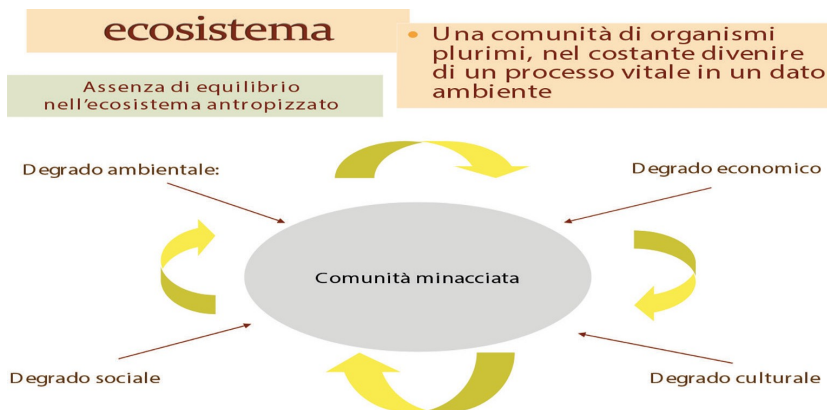 ecosistema
• Una comunità di organismi
plurimi, nel costante divenire
di un processo vitale in un dato
ambiente
Assenza di equilibrio
nell'ecosistema antropizzato
Degrado ambientale:
Degrado economico
Comunità minacciata
Degrado sociale
Degrado culturale